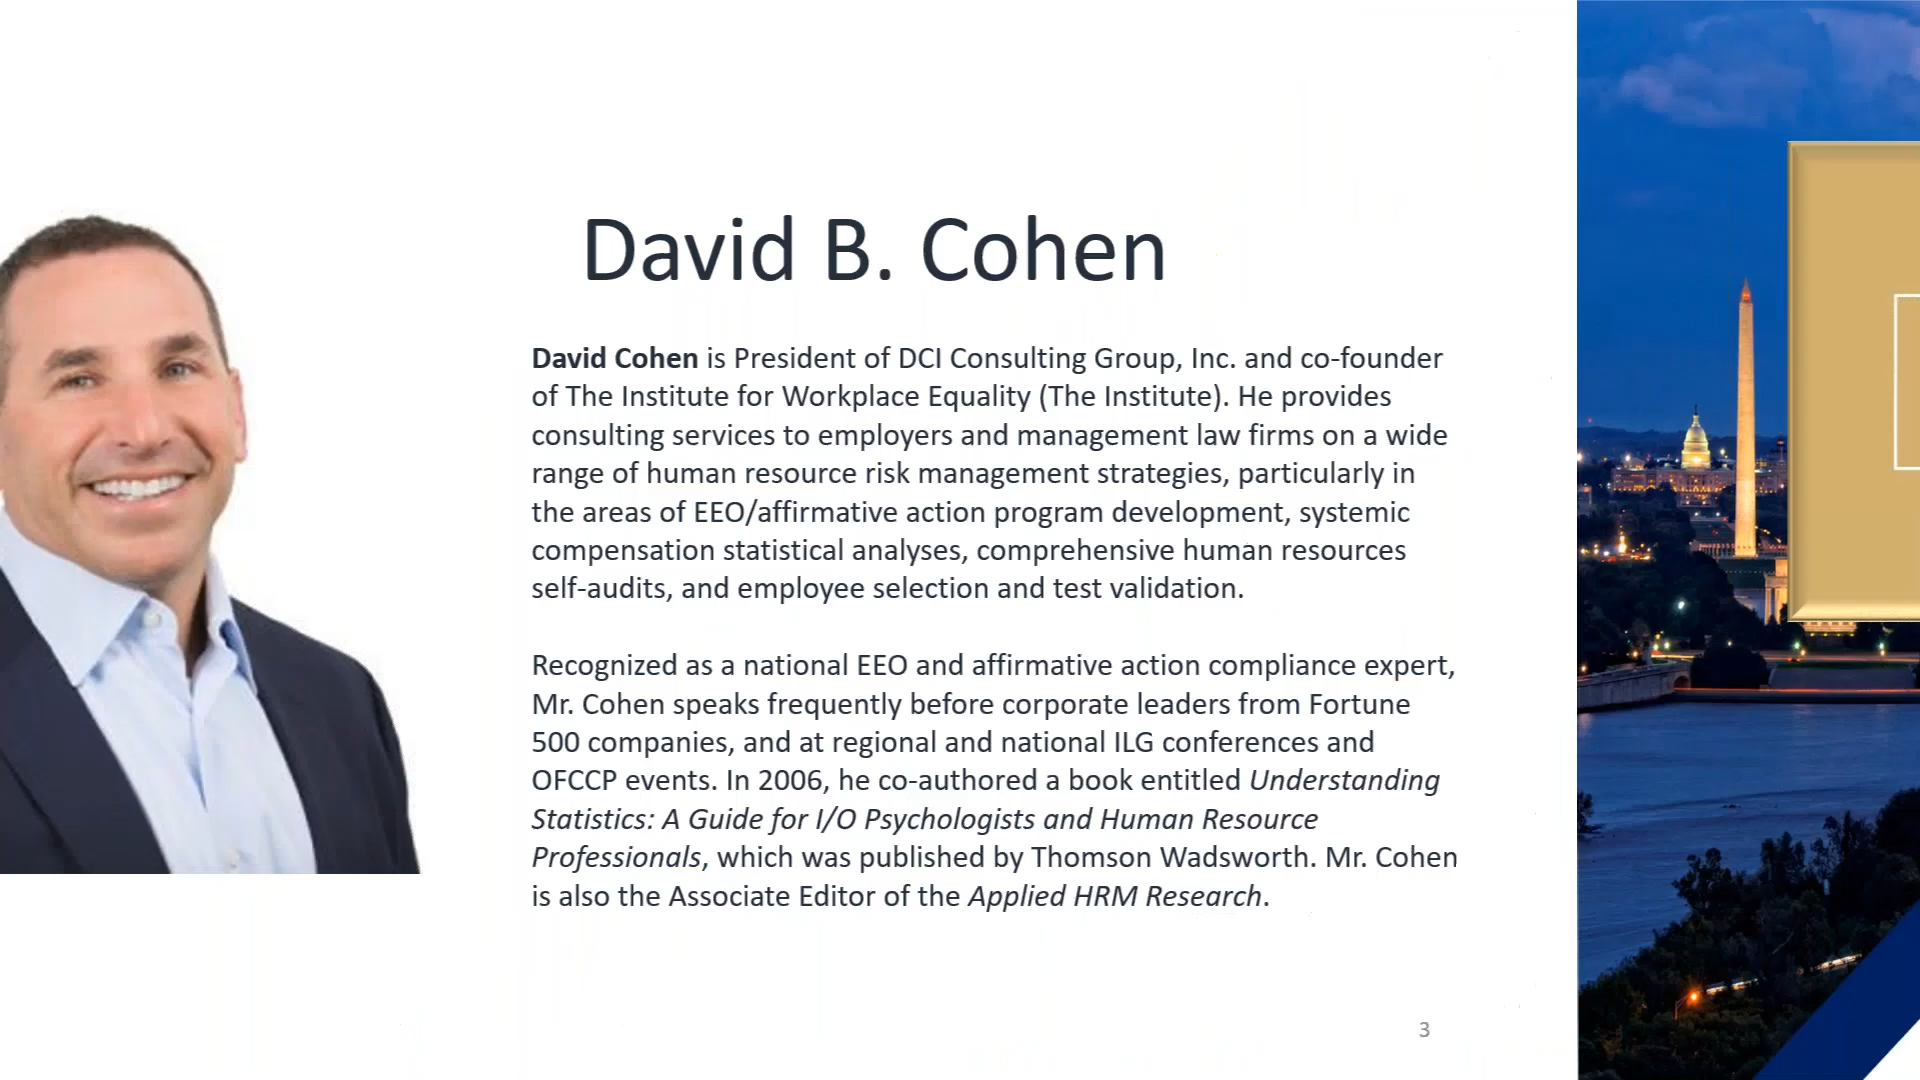 David B. Cohen
David Cohen is President of DCI Consulting Group, Inc. and co-founder
of The Institute for Workplace Equality (The Institute). He provides
consulting services to employers and management law firms on a wide
range of human resource risk management strategies, particularly in
the areas of EEO/affirmative action program development, systemic
compensation statistical analyses, comprehensive human resources
self-audits, and employee selection and test validation.
Recognized as a national EEO and affirmative action compliance expert,
Mr. Cohen speaks frequently before corporate leaders from Fortune
500 companies, and at regional and national ILG conferences and
OFCCP events. In 2006, he co-authored a book entitled Understanding
Statistics: A Guide for I/O Psychologists and Human Resource
Professionals, which was published by Thomson Wadsworth. Mr. Cohen
is also the Associate Editor of the Applied HRM Research.
3